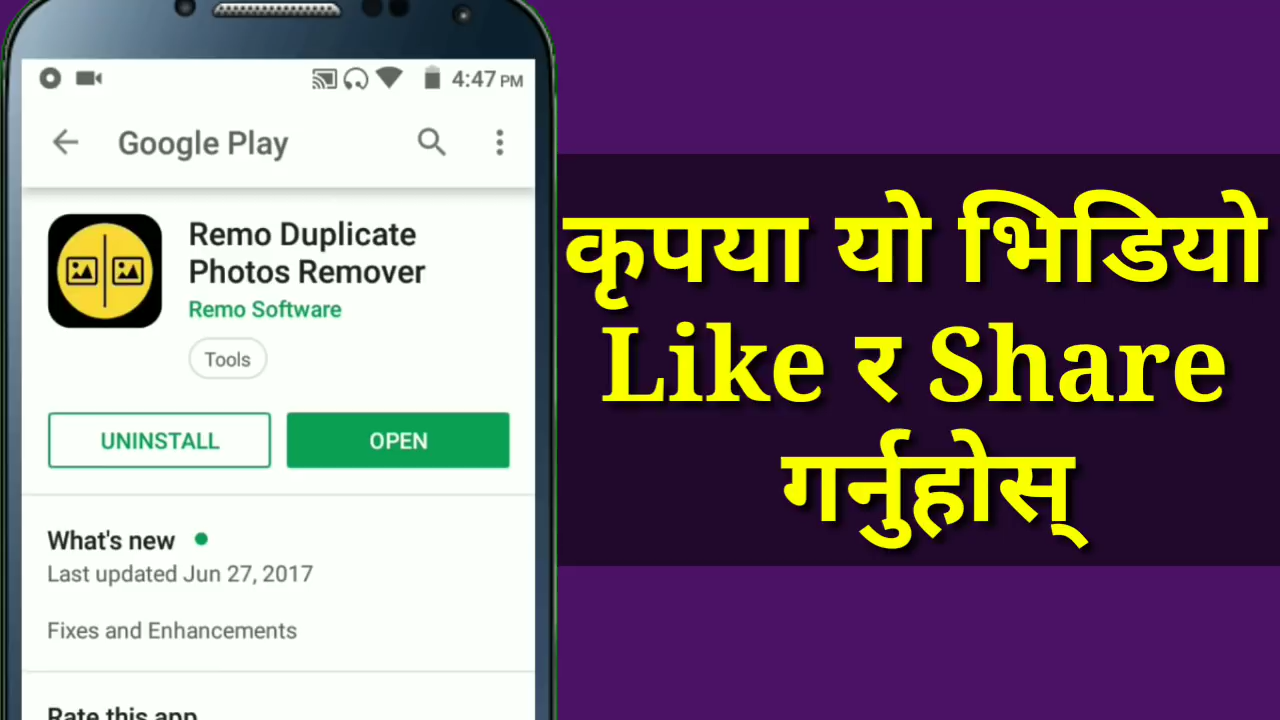 4:47 PM
Google Play
Remo Duplicate
Photos Remover
Remo Software
Tools
UNINSTALL
OPEN
What's new
Last updated Jun 27, 2017
Fixes and Enhancements
Rate this app
कृपया यो भिडियो
Like र Share
गर्नुहोस्